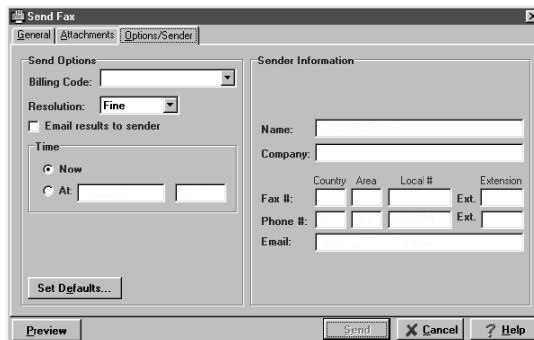 Send Fax
General Attachments Options/Sender
Send Options
Billing Code:
Resolution: Fine
Email results to sender
Time
Now
At:
Set Defaults...
Sender Information
Name:
Company:
Country Area Local # Extension
Fax #: Ext.
Phone #: Ext.
Email:
Preview Send Cancel ? Help